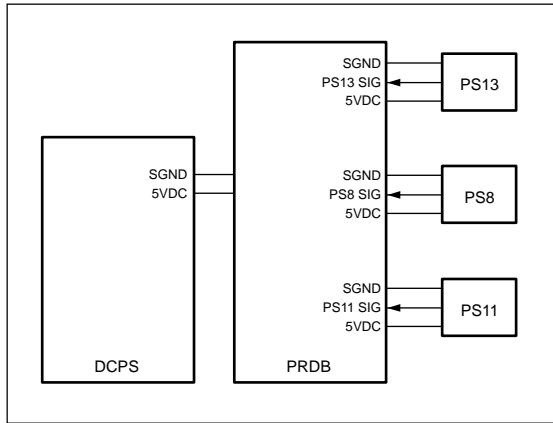 SGND
PS13 SIG
5VDC
PS13
SGND
5VDC
SGND
PS8 SIG
5VDC
PS8
SGND
PS11 SIG
5VDC
PS11
DCPS
PRDB